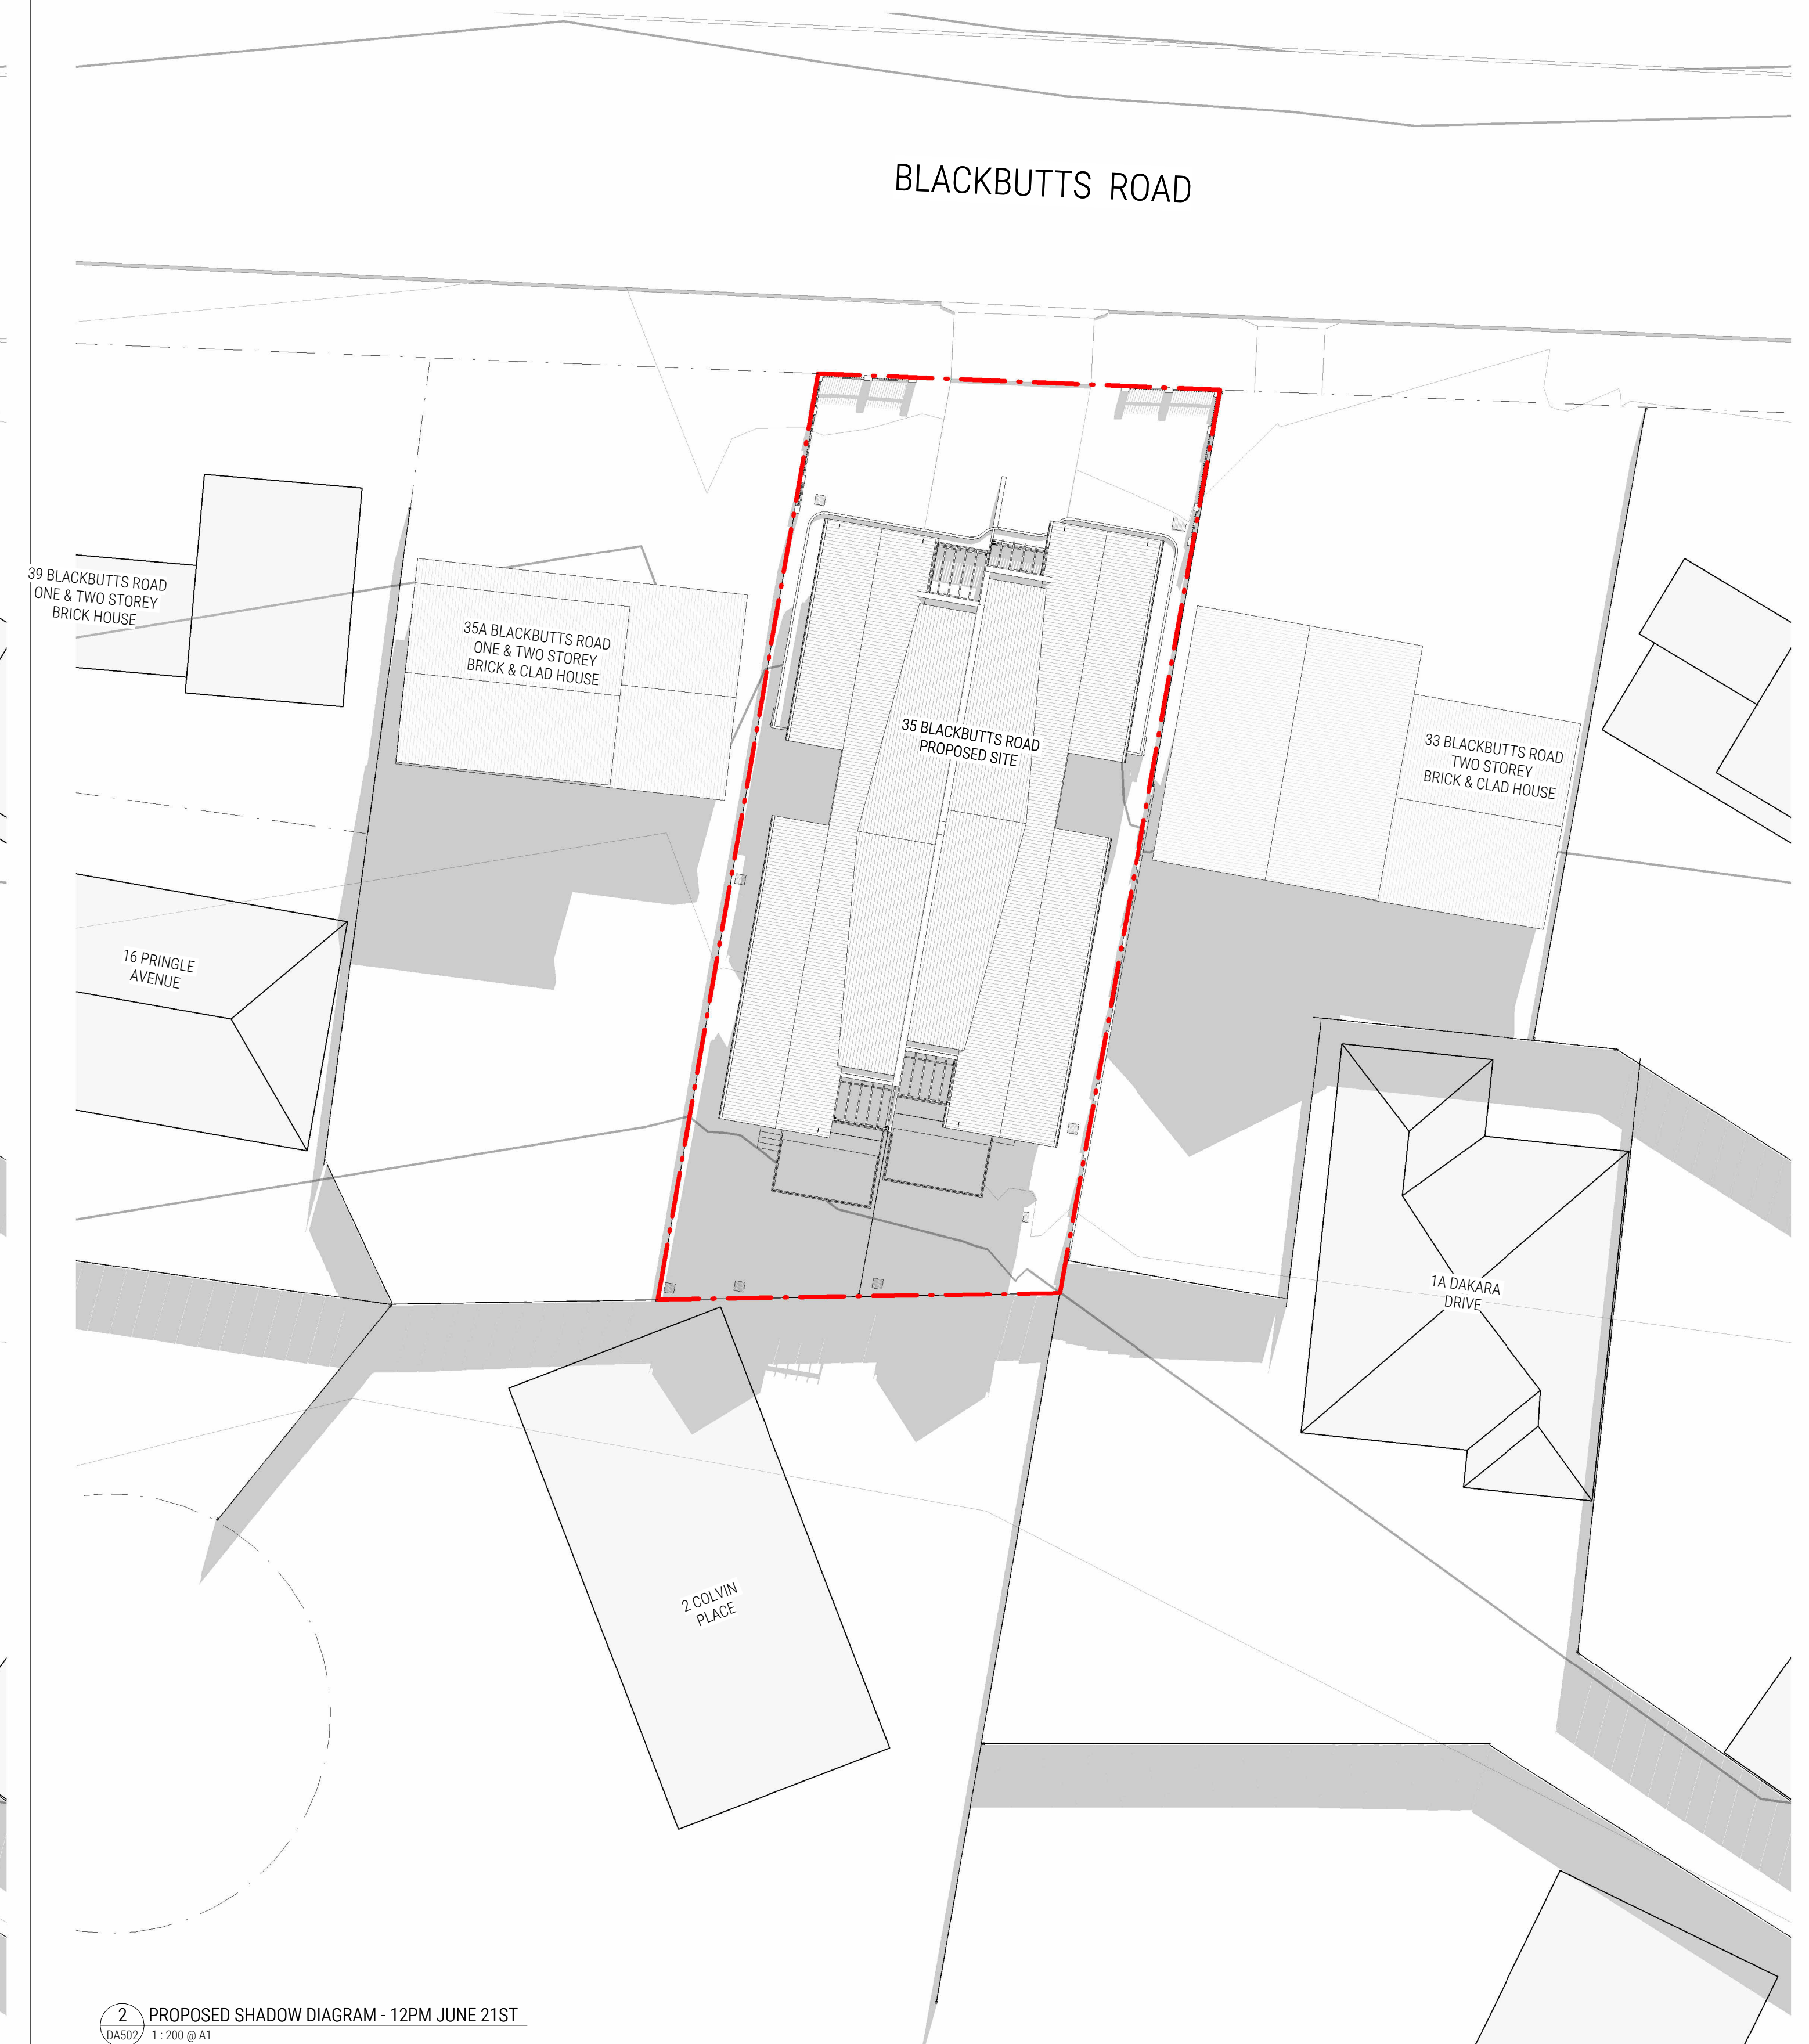 BLACKBUTTS ROAD
39 BLACKBUTTS ROAD
ONE & TWO STOREY
BRICK HOUSE
35A BLACKBUTTS ROAD
ONE & TWO STOREY
BRICK & CLAD HOUSE
35 BLACKBUTTS ROAD
PROPOSED SITE
33 BLACKBUTTS ROAD
TWO STOREY
BRICK & CLAD HOUSE
16 PRINGLE
AVENUE
1A DAKARA
DRIVE
2 COLVIN
PLACE
2 PROPOSED SHADOW DIAGRAM - 12PM JUNE 21ST
DA502 1 : 200 @ A1